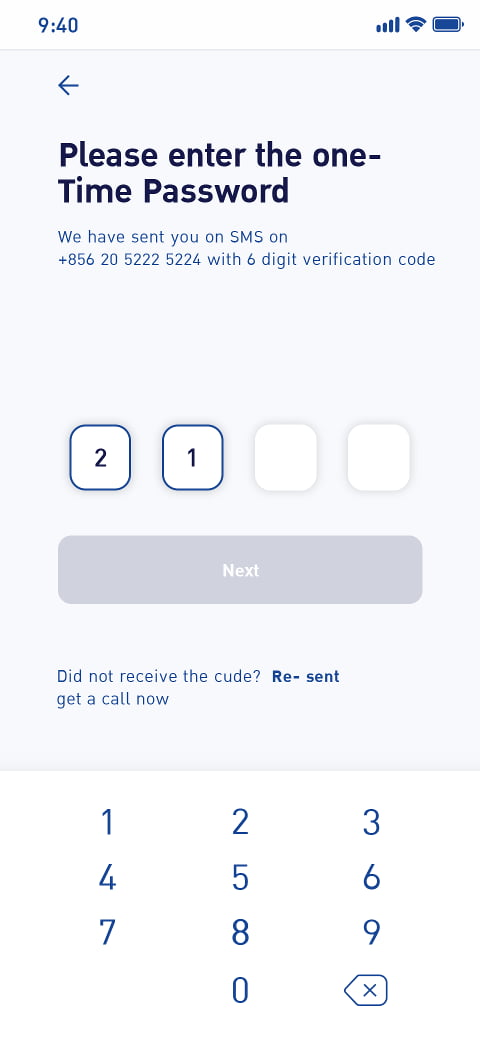 9:40
Please enter the one-
Time Password
We have sent you on SMS on
+856 20 5222 5224 with 6 digit verification code
2 1
Next
Did not receive the cude? Re- sent
get a call now
1 2 3
4 5 6
7 8 9
0